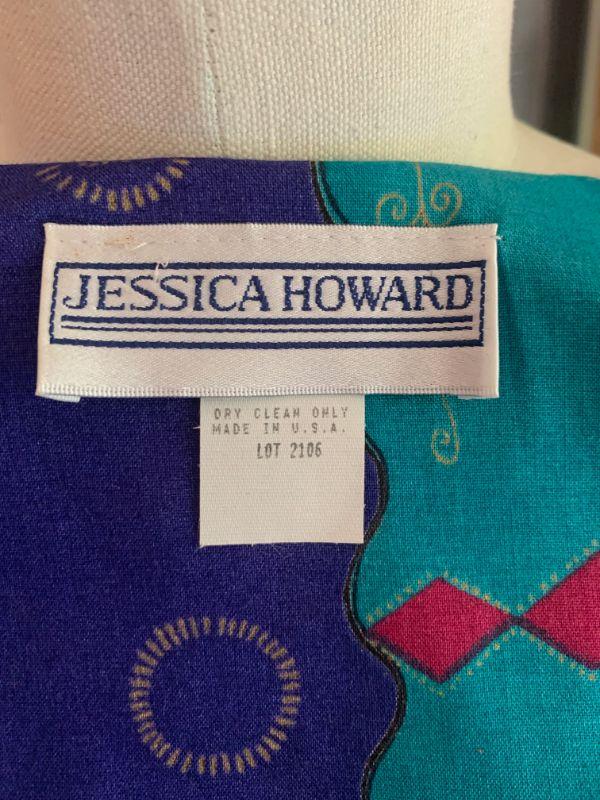 JESSICA HOWARD
DRY CLEAN ONLY
MADE IN U.S.A.
LOT 2106